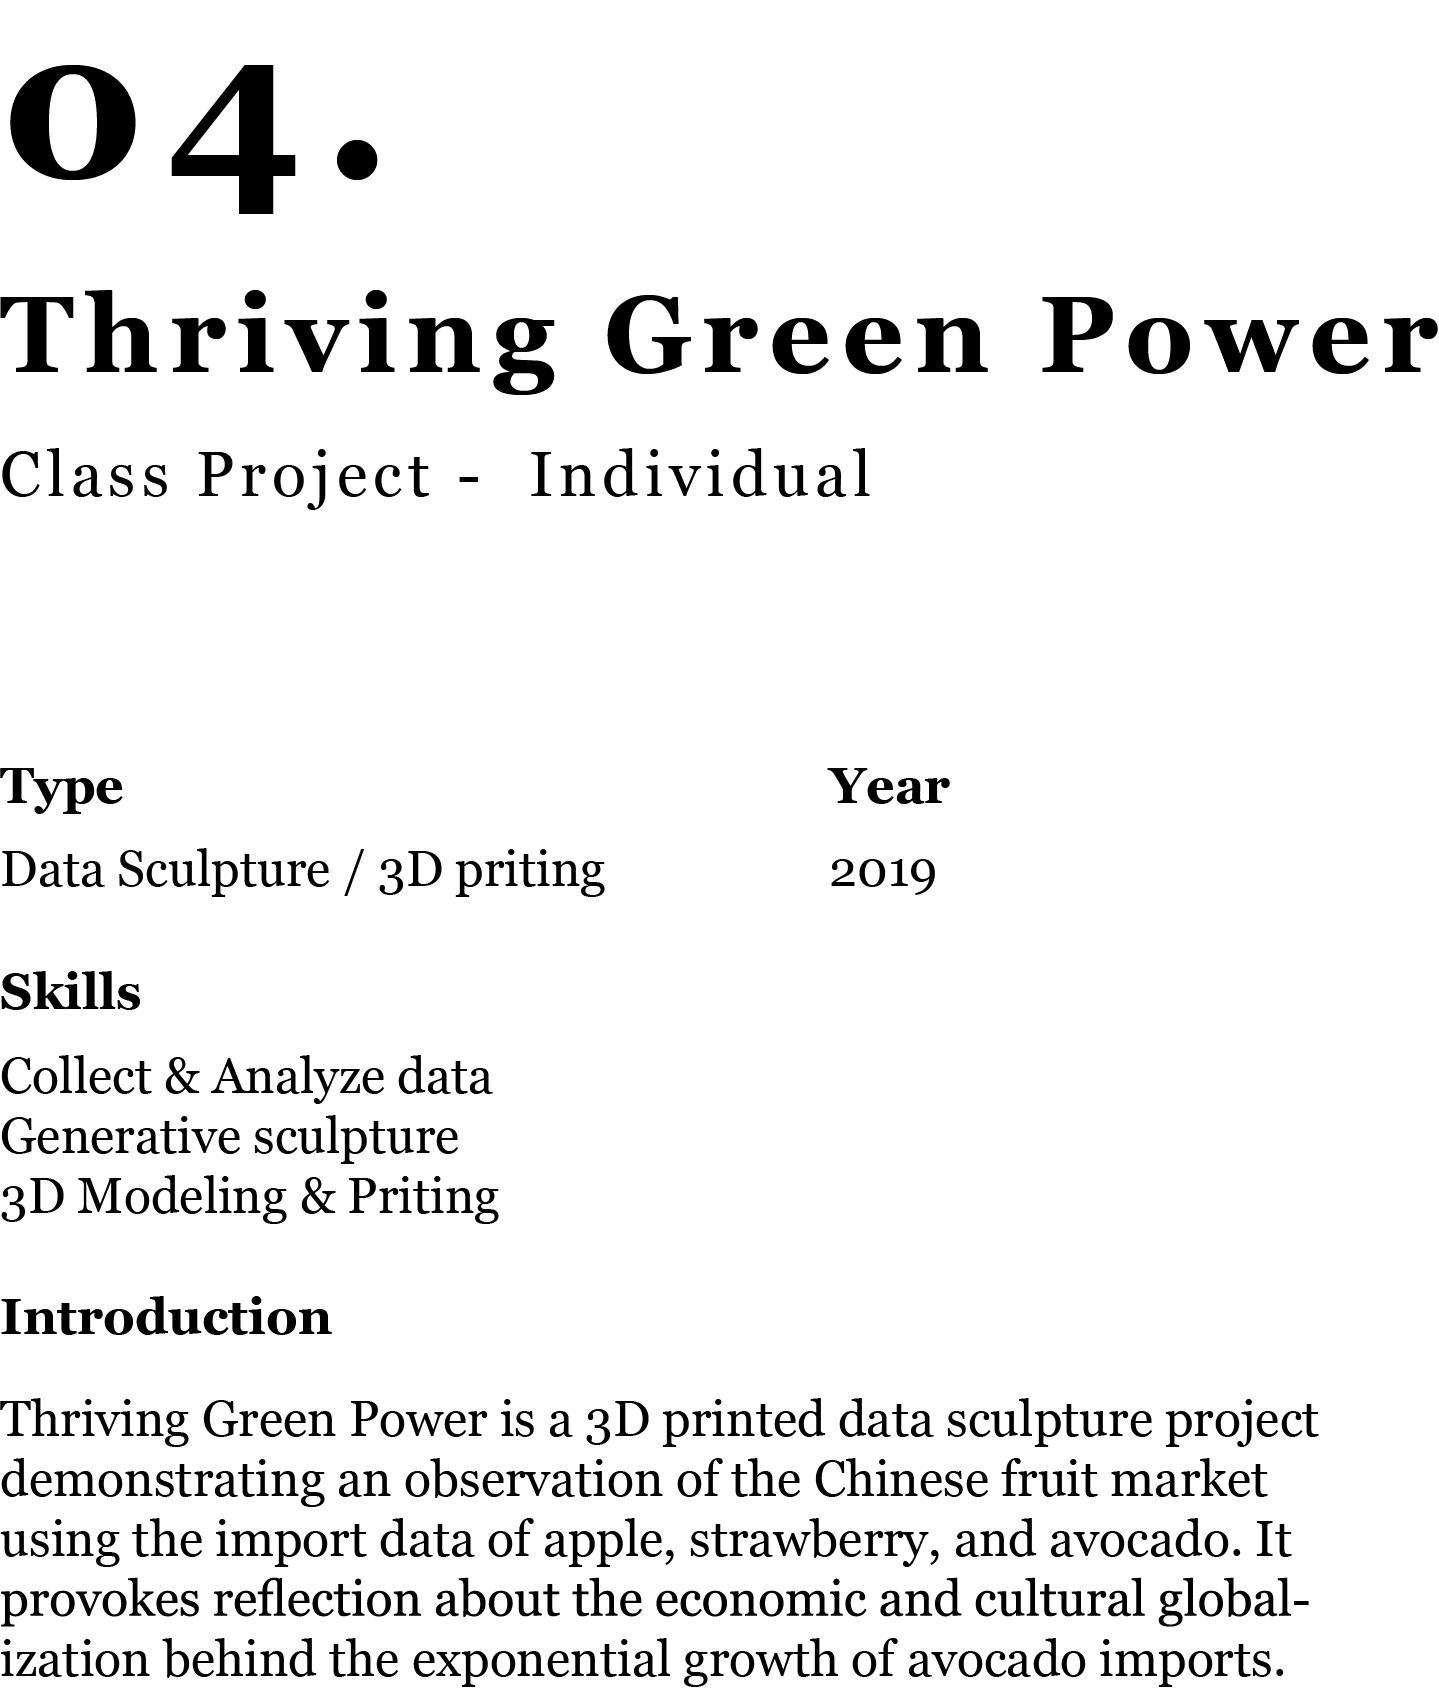 04.
Thriving Green Power
Class Project -  Individual
Type
Year
Data Sculpture / 3D priting
2019
Skills
Collect & Analyze data
Generative sculpture
3D Modeling & Priting
Introduction
Thriving Green Power is a 3D printed data sculpture project
demonstrating an observation of the Chinese fruit market
using the import data of apple, strawberry, and avocado. It
provokes reflection about the economic and cultural global-
ization behind the exponential growth of avocado imports.